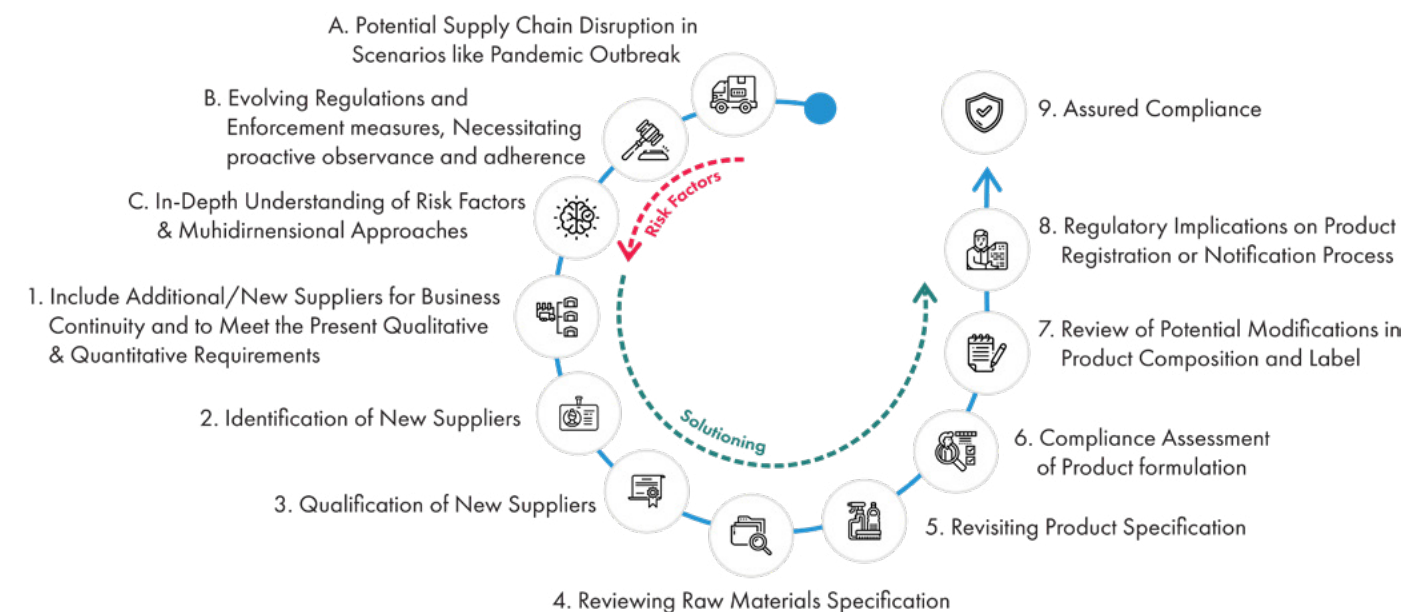 A. Potential Supply Chain Disruption in
Scenarios like Pandemic Outbreak
B. Evolving Regulations and
Enforcement measures, Necessitating
proactive observance and adherence
C. In-Depth Understanding of Risk Factors
& Muhidirnensional Approaches
1. Include Additional/New Suppliers for Business
Continuity and to Meet the Present Qualitative
& Quantitative Requirements
2. Identification of New Suppliers
3. Qualification of New Suppliers
4. Reviewing Raw Materials Specification
5. Revisiting Product Specification
6. Compliance Assessment
of Product formulation
7. Review of Potential Modifications in
Product Composition and Label
8. Regulatory Implications on Product
Registration or Notification Process
9. Assured Compliance
Risk Factors
Solutioning